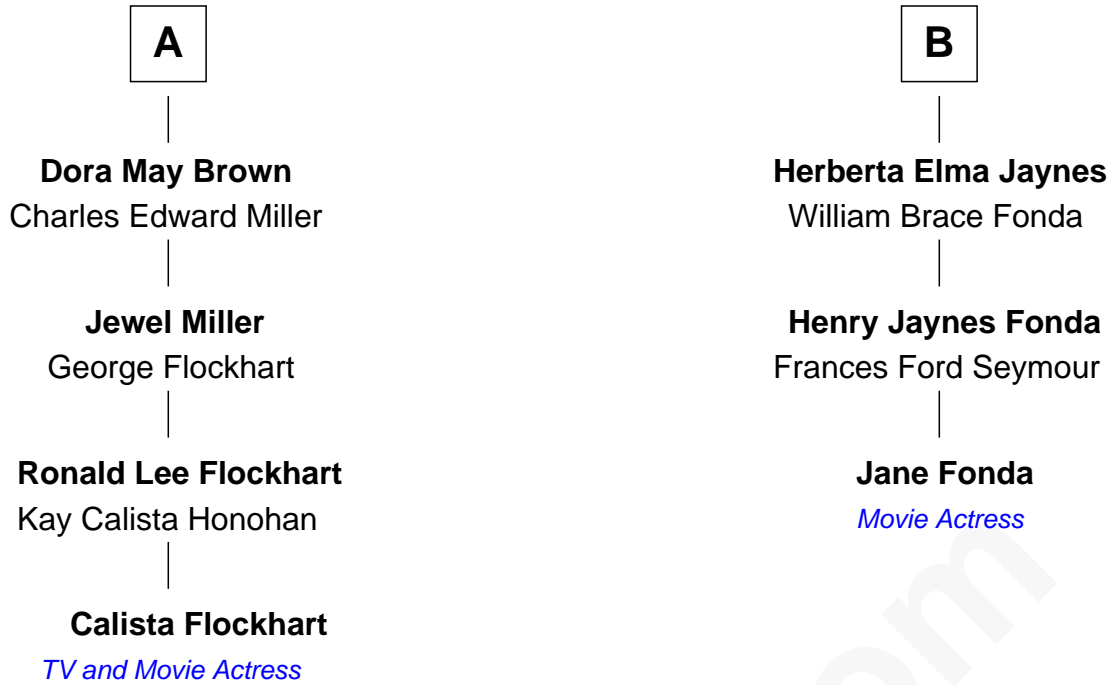 A
Dora May Brown
Charles Edward Miller
Jewel Miller
George Flockhart
Ronald Lee Flockhart
Kay Calista Honohan
Calista Flockhart
TV and Movie Actress
B
Herberta Elma Jaynes
William Brace Fonda
Henry Jaynes Fonda
Frances Ford Seymour
Jane Fonda
Movie Actress
om